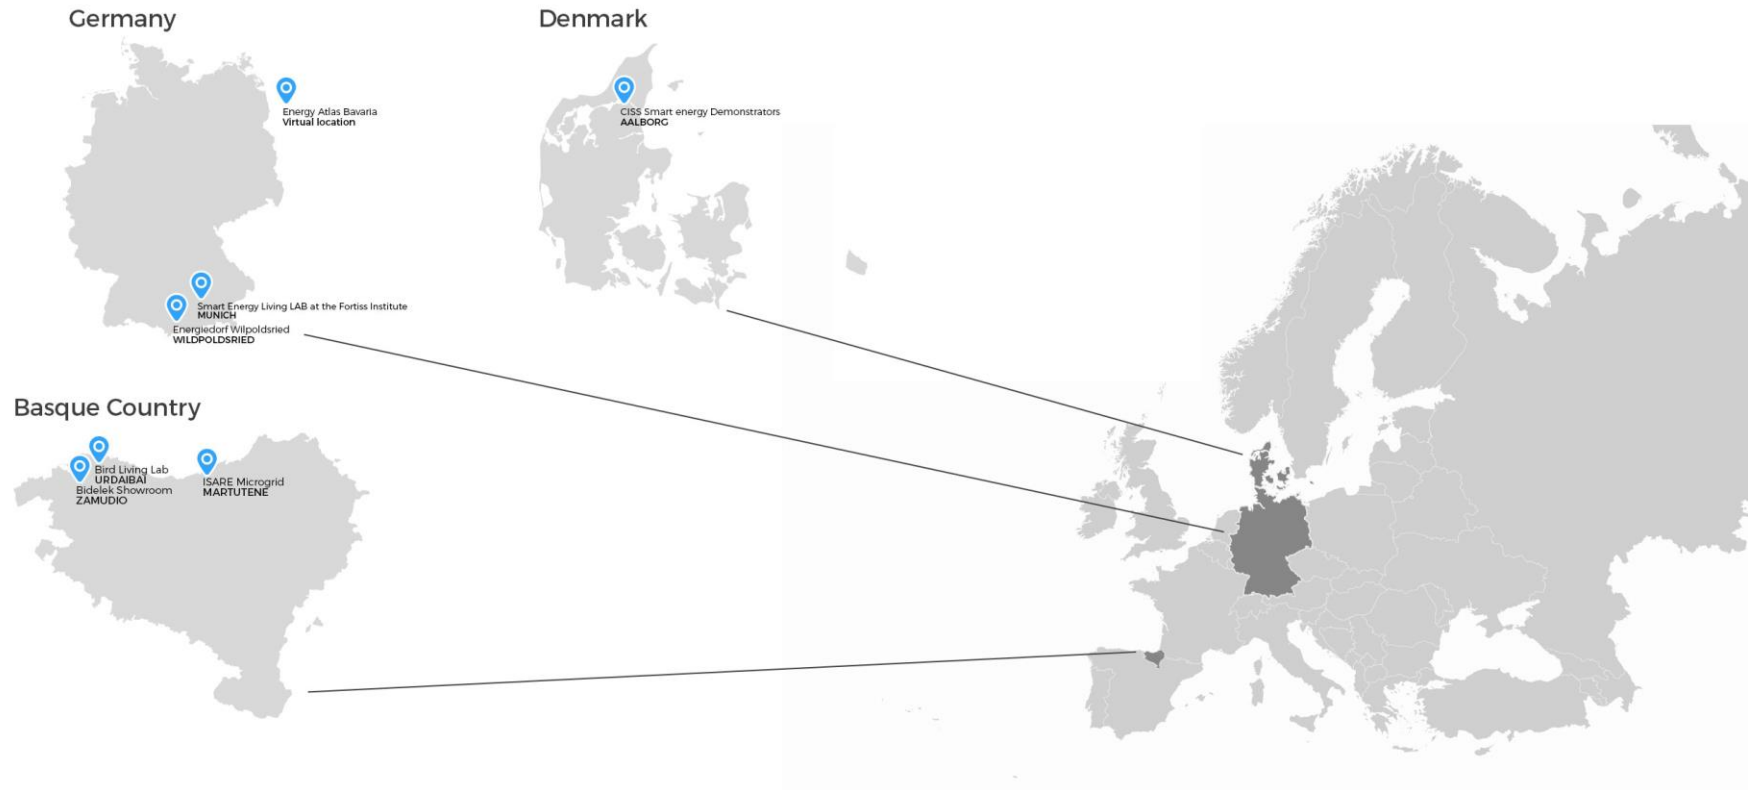 Germany
Energy Atlas Bavaria
Virtual location
Smart Energy Living LAB at the Fortiss Institute
MUNICH
Energiedorf Wilpoldsried
WILDPOLDSRIED
Denmark
CISS Smart energy Demonstrators
AALBORG
Basque Country
Bird Living Lab
URDAIBAI
Bidelek Showroom
ZAMUDIO
ISARE Microgrid
MARTUTENE